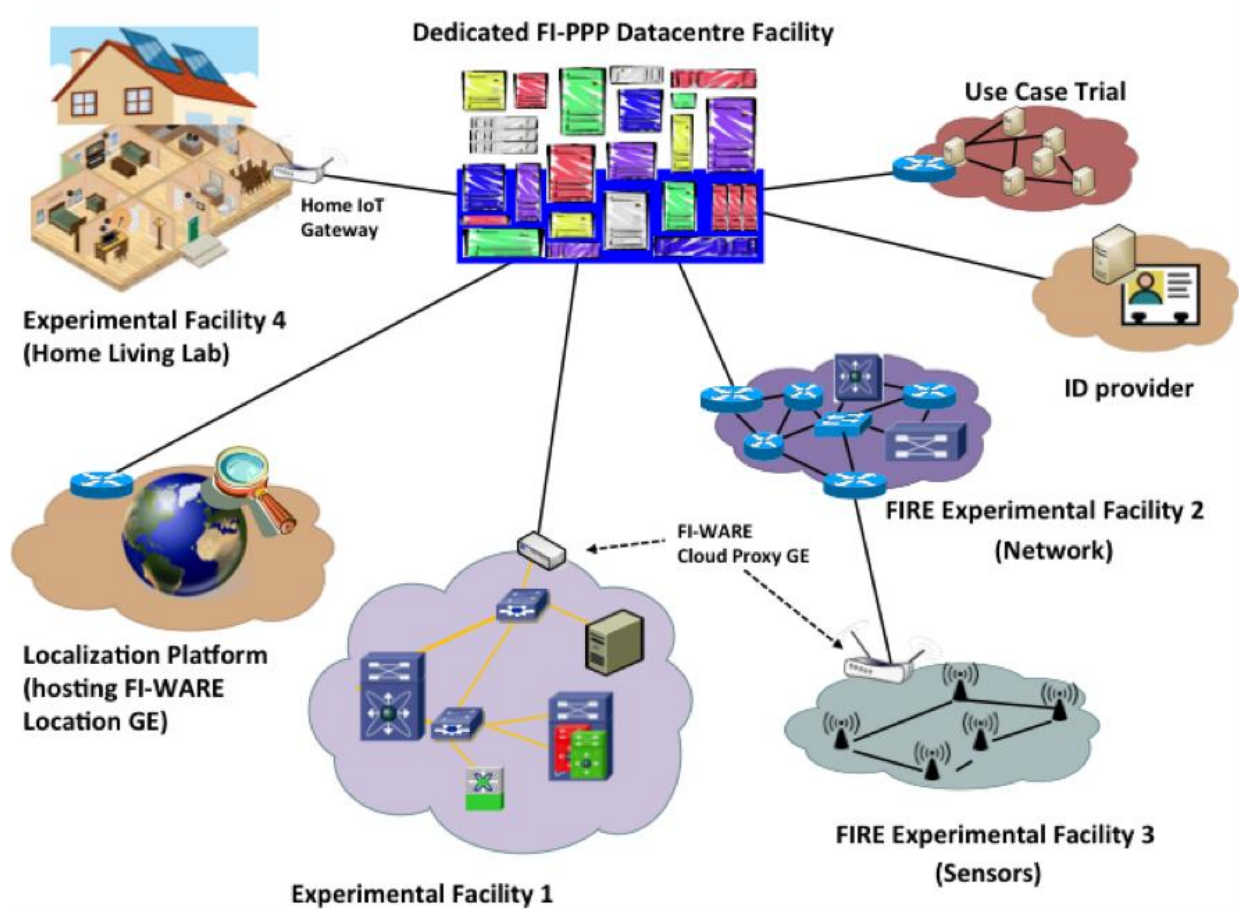 Dedicated FI-PPP Datacentre Facility
Use Case Trial
Home IoT
Gateway
Experimental Facility 4
(Home Living Lab)
ID provider
FIRE Experimental Facility 2
(Network)
FI-WARE
Cloud Proxy GE
Localization Platform
(hosting FI-WARE
Location GE)
FIRE Experimental Facility 3
(Sensors)
Experimental Facility 1